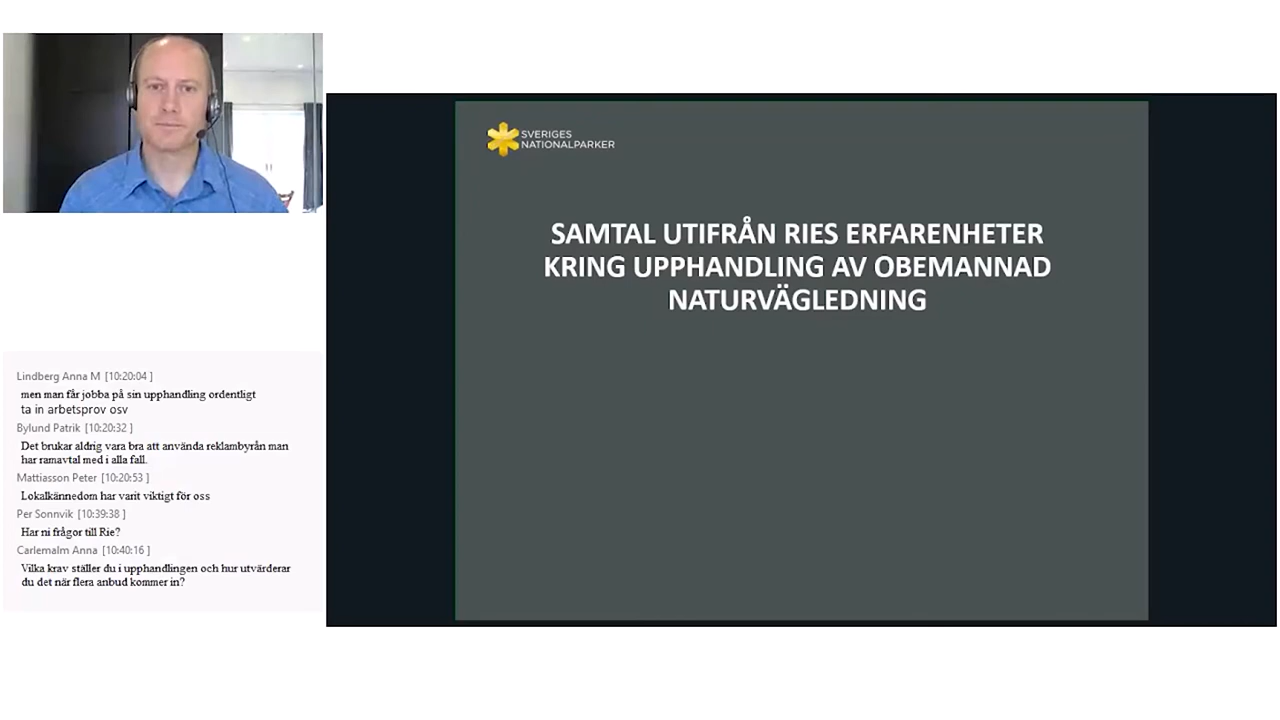 SVERIGES
NATIONALPARKER
SAMTAL UTIFRÅN RIES ERFARENHETER
KRING UPPHANDLING AV OBEMANNAD
NATURVÄGLEDNING
Lindberg Anna M [10:20:04 ]
men man får jobba på sin upphandling ordentligt
ta in arbetsprov osv
Bylund Patrik [10:20:32 ]
Det brukar aldrig vara bra att använda reklambyrån man
har ramavtal med i alla fall.
Mattiasson Peter [10:20:53 ]
Lokalkännedom har varit viktigt för oss
Per Sonnvik [10:39:38 ]
Har ni frågor till Rie?
Carlemalm Anna [10:40:16 ]
Vilka krav ställer du i upphandlingen och hur utvärderar
du det när flera anbud kommer in?